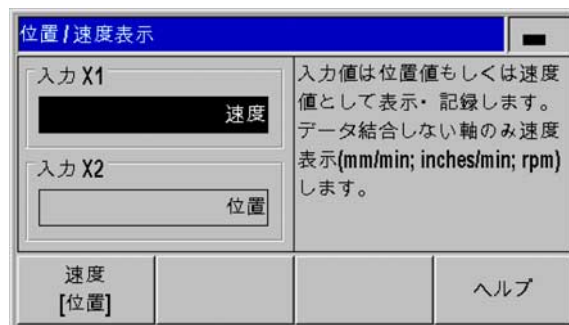 位置/速度表示
入力 X1
速度
入力 X2
位置
入力値は位置値もしくは速度
値として表示・ 記録します。
データ結合しない軸のみ速度
表示(mm/min; inches/min; rpm)
します。
速度
[位置]
ヘルプ